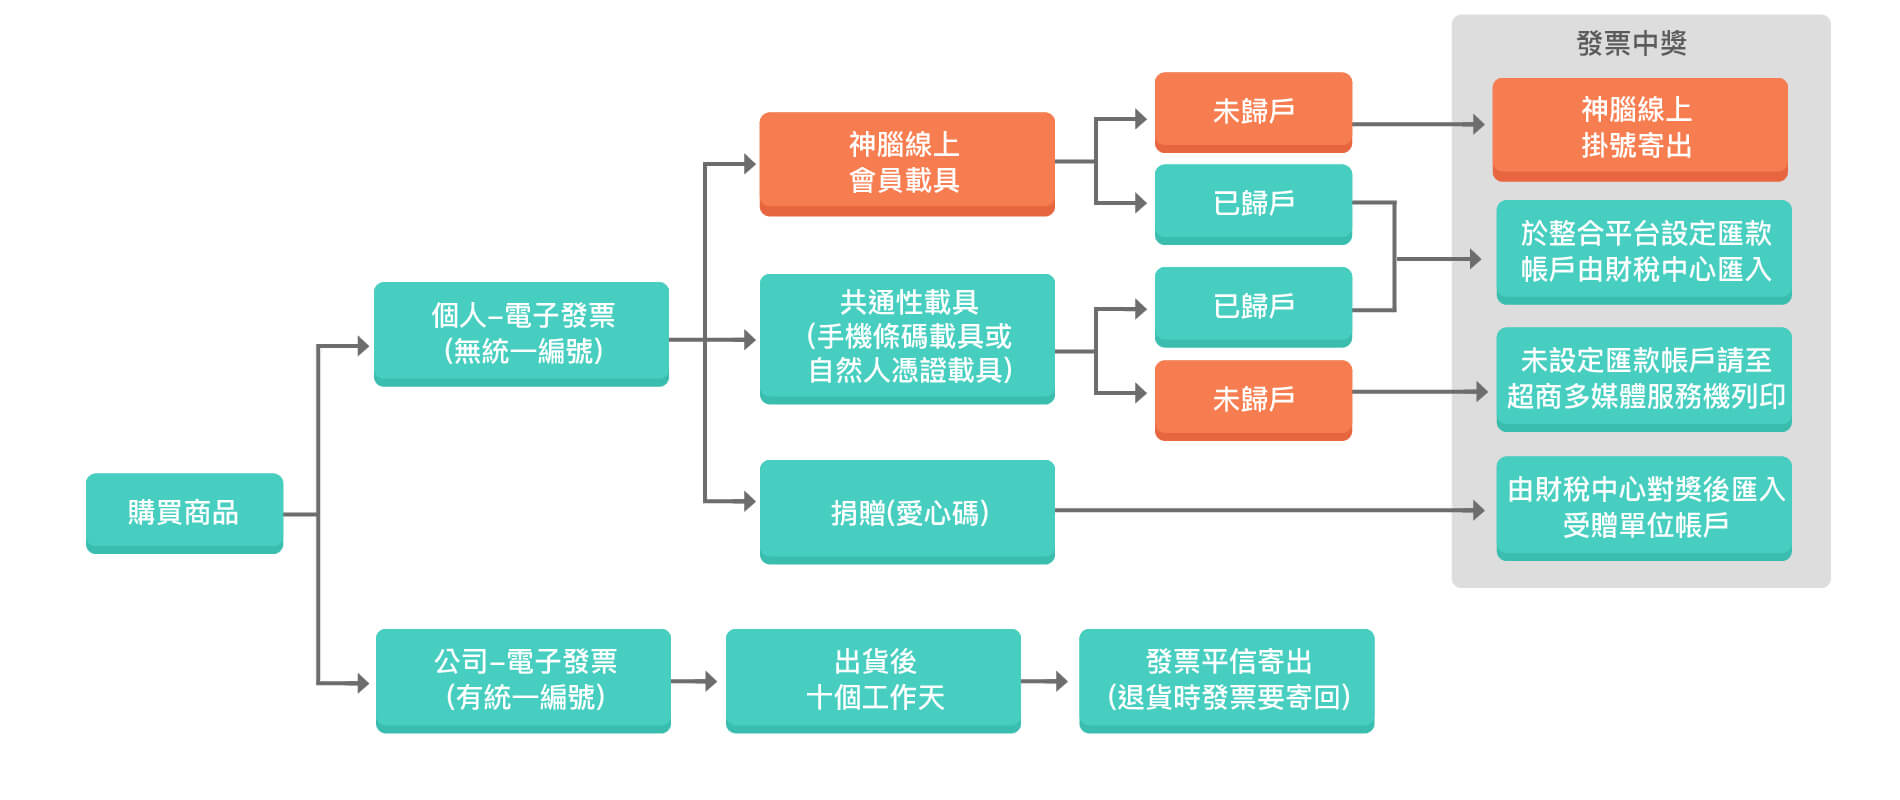 發票中獎
購買商品
個人–電子發票
(無統一編號)
神腦線上
會員載具
未歸戶
神腦線上
掛號寄出
已歸戶
於整合平台設定匯款
帳戶由財稅中心匯入
共通性載具
(手機條碼載具或
自然人憑證載具)
已歸戶
未歸戶
未設定匯款帳戶請至
超商多媒體服務機列印
捐贈(愛心碼)
由財稅中心對獎後匯入
受贈單位帳戶
公司–電子發票
(有統一編號)
出貨後
十個工作天
發票平信寄出
(退貨時發票要寄回)